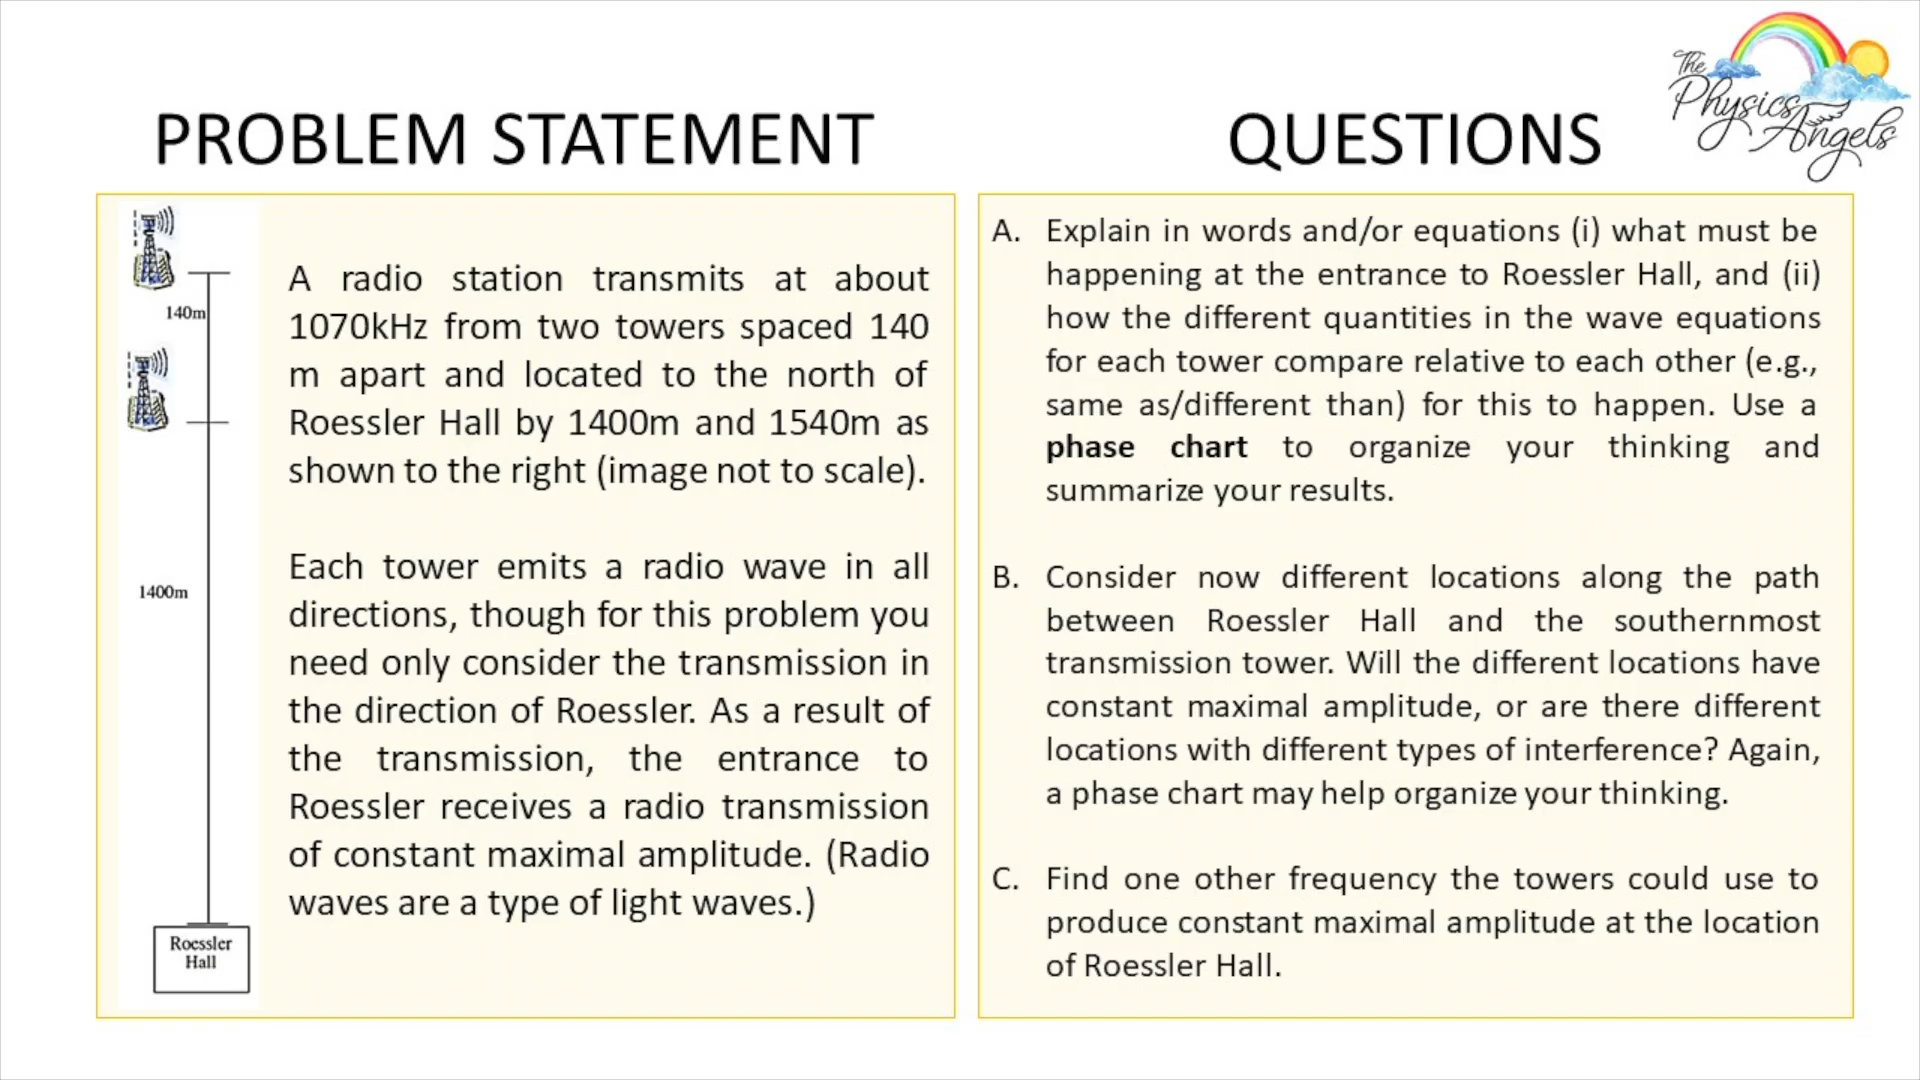 The
Physics
Angels
PROBLEM STATEMENT
QUESTIONS
140m
1400m
Roessler
Hall
A radio station transmits at about
1070kHz from two towers spaced 140
m apart and located to the north of
Roessler Hall by 1400m and 1540m as
shown to the right (image not to scale).
Each tower emits a radio wave in all
directions, though for this problem you
need only consider the transmission in
the direction of Roessler. As a result of
the transmission, the entrance to
Roessler receives a radio transmission
of constant maximal amplitude. (Radio
waves are a type of light waves.)
A. Explain in words and/or equations (i) what must be
happening at the entrance to Roessler Hall, and (ii)
how the different quantities in the wave equations
for each tower compare relative to each other (e.g.,
same as/different than) for this to happen. Use a
phase chart to organize your thinking and
summarize your results.
B. Consider now different locations along the path
between Roessler Hall and the southernmost
transmission tower. Will the different locations have
constant maximal amplitude, or are there different
locations with different types of interference? Again,
a phase chart may help organize your thinking.
C. Find one other frequency the towers could use to
produce constant maximal amplitude at the location
of Roessler Hall.